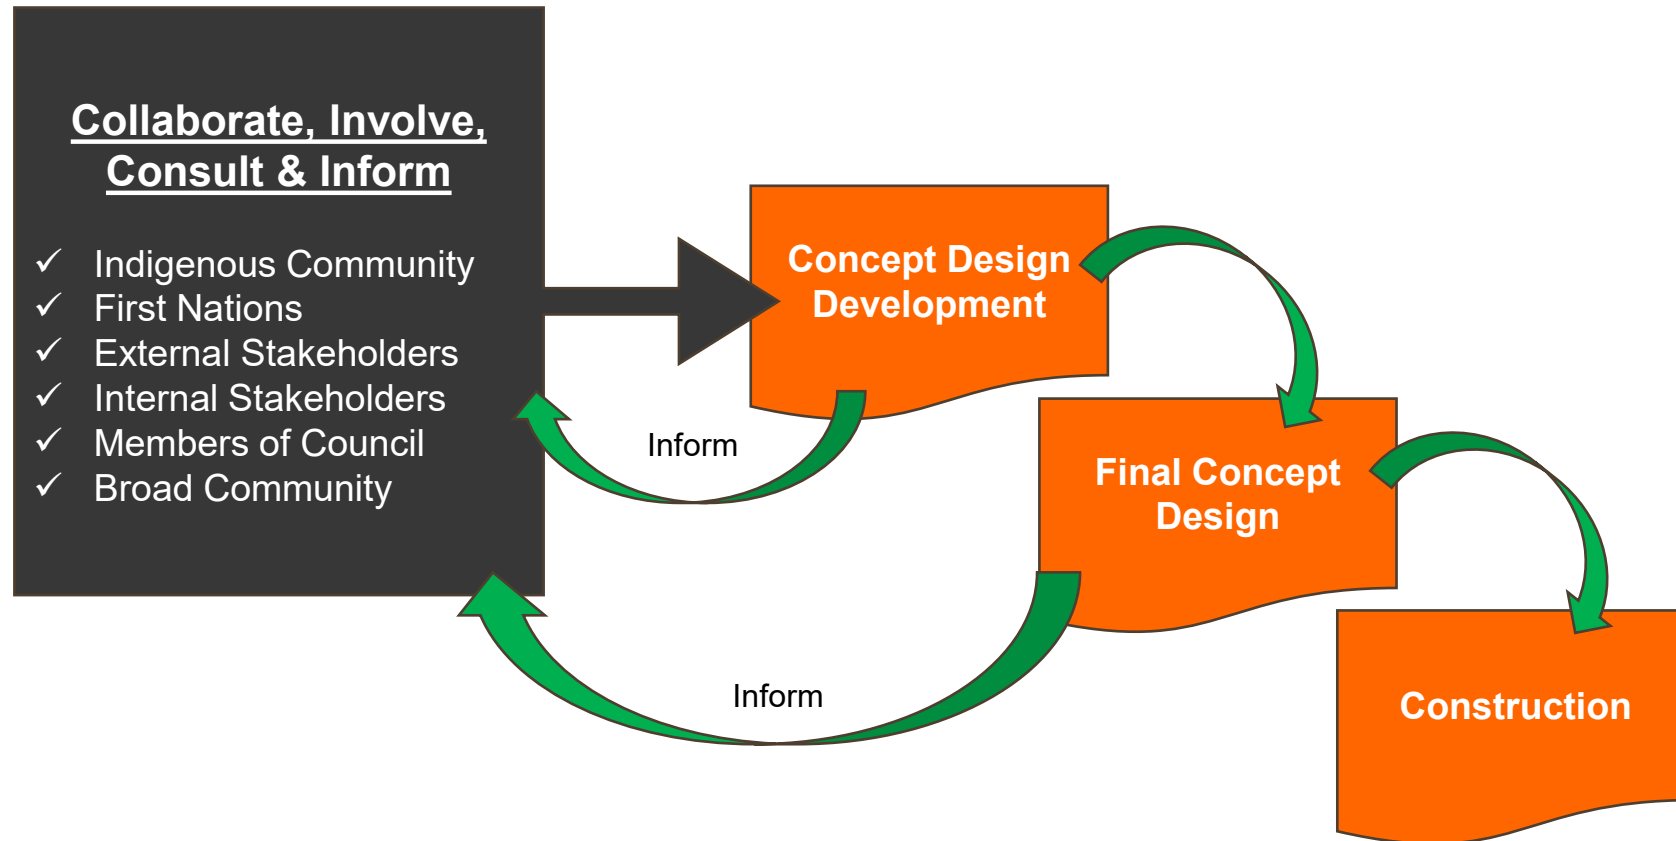 Collaborate, Involve,
Consult & Inform
✓ Indigenous Community
✓ First Nations
✓ External Stakeholders
✓ Internal Stakeholders
✓ Members of Council
✓ Broad Community
Concept Design
Development
Inform
Final Concept
Design
Inform
Construction